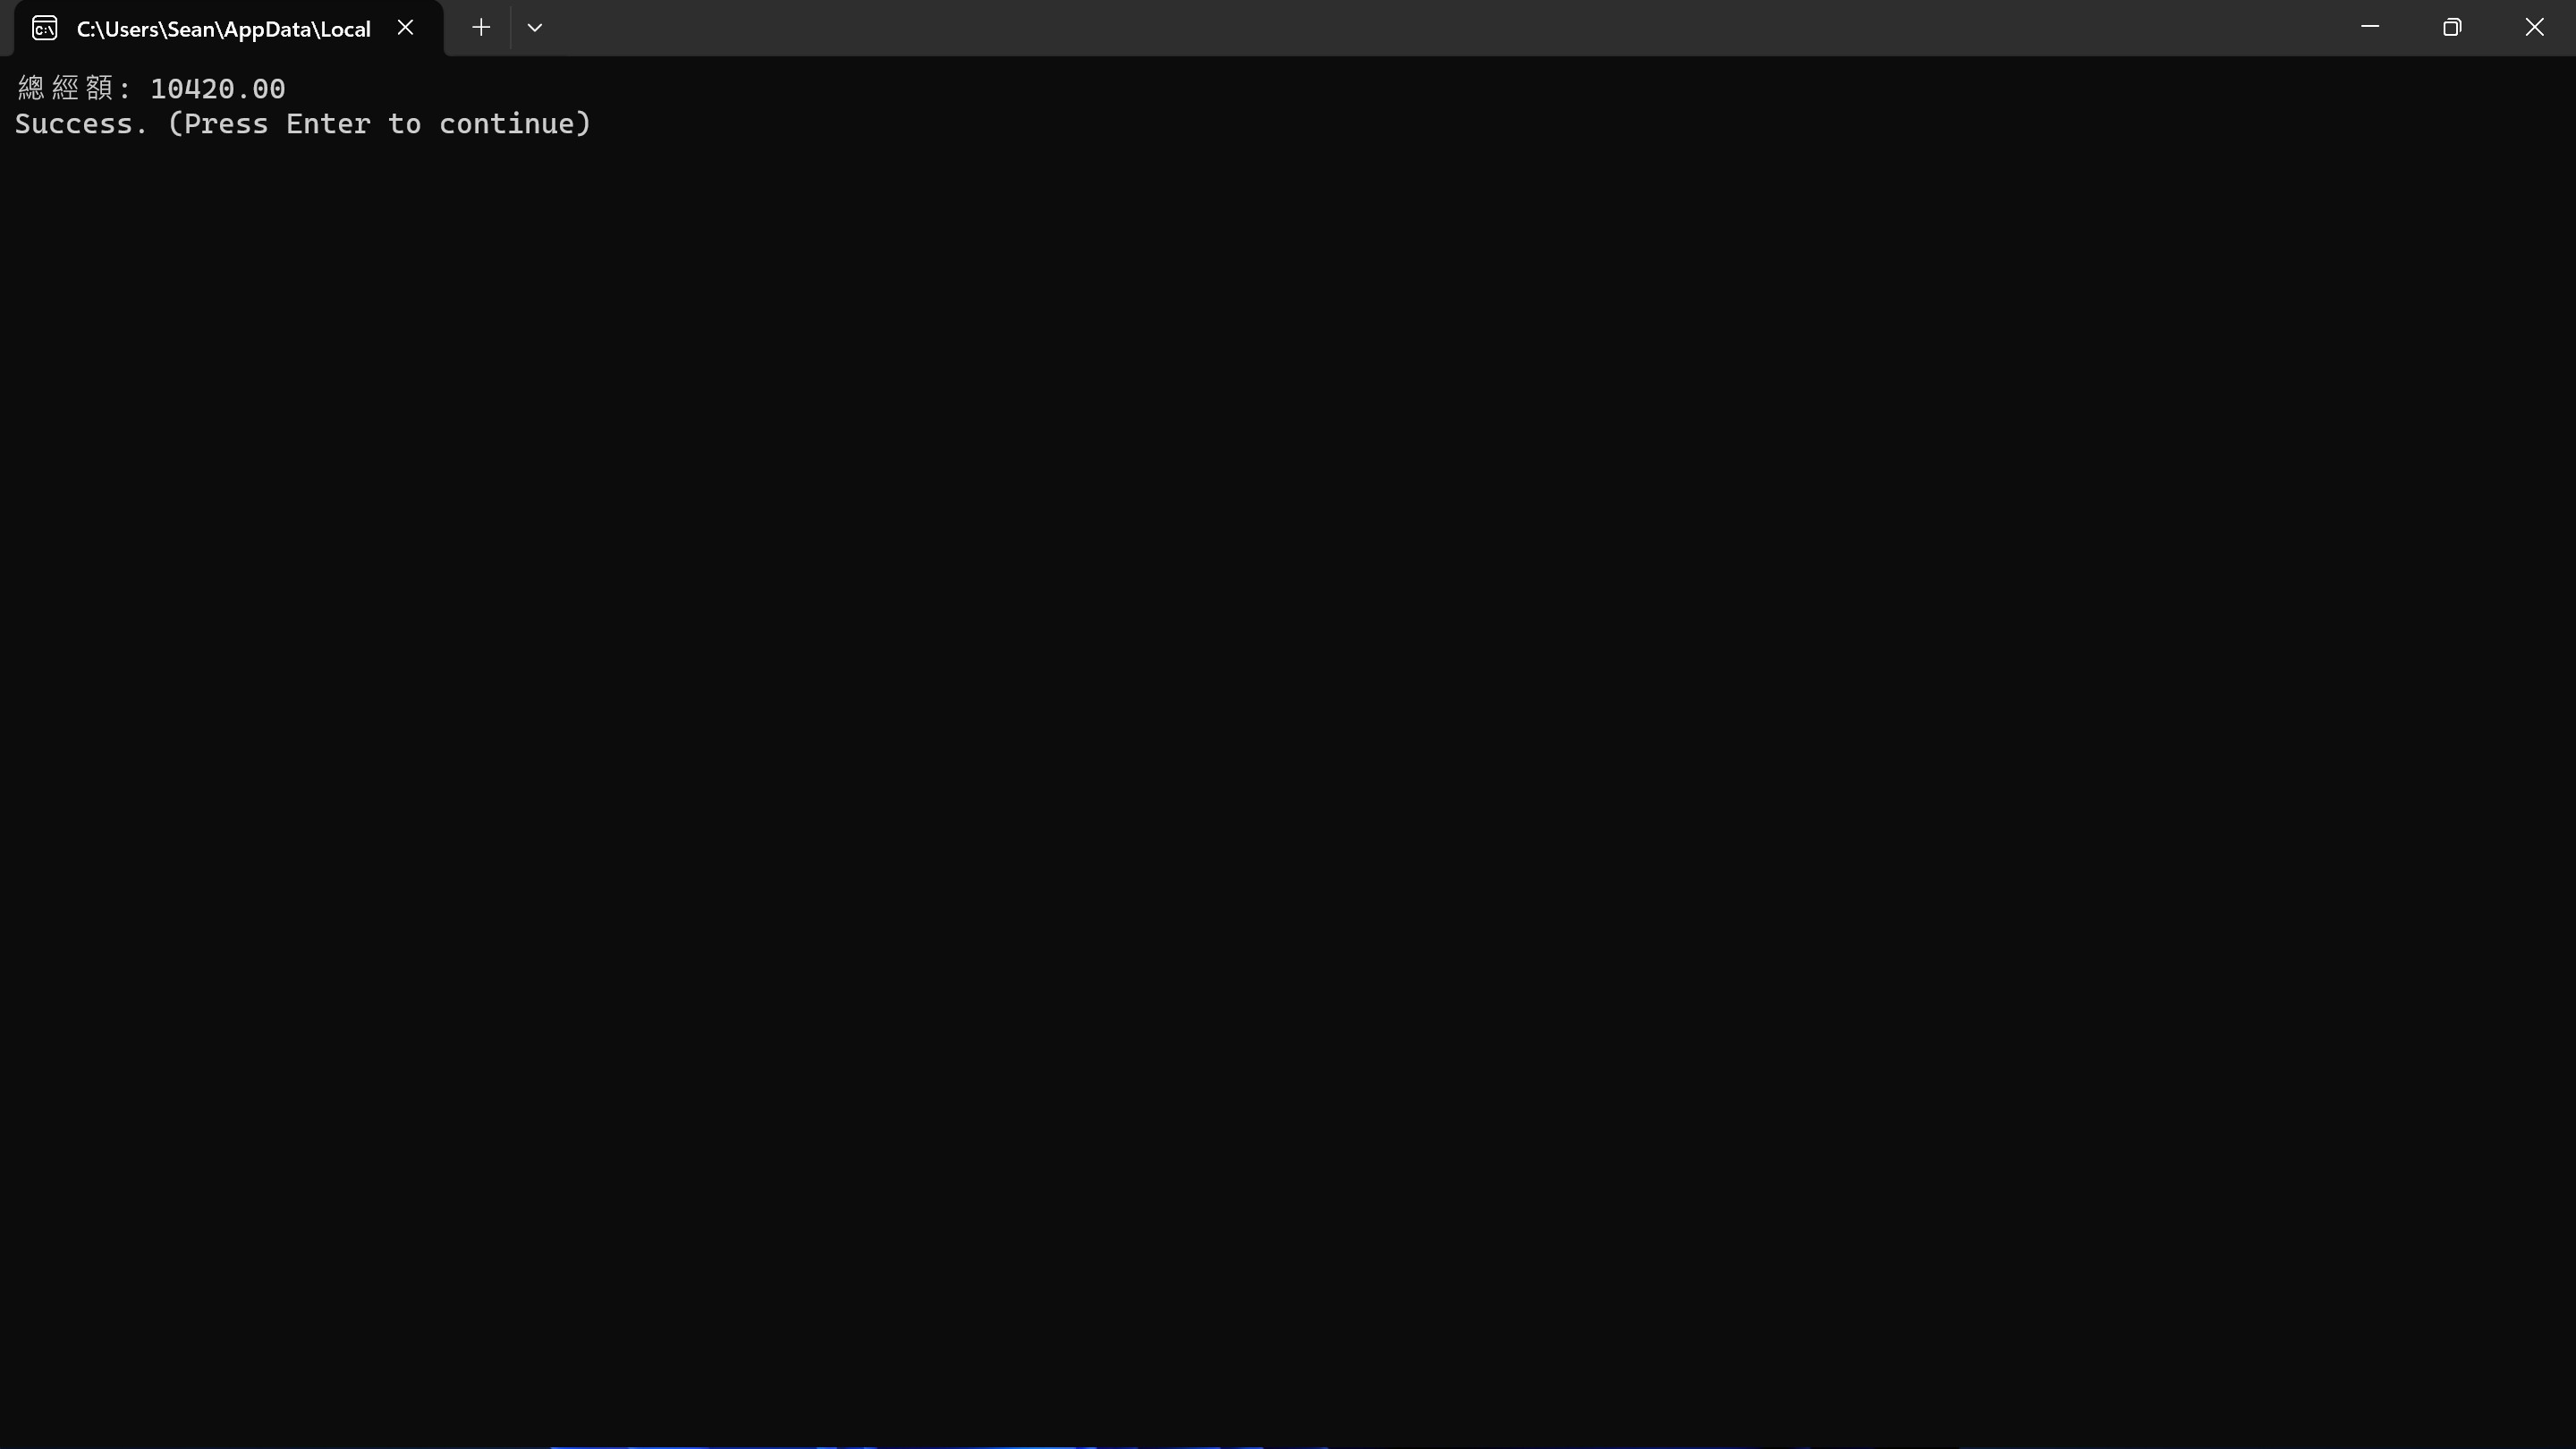 C:\Users\Sean\AppData\Local
總經額: 10420.00
Success. (Press Enter to continue)